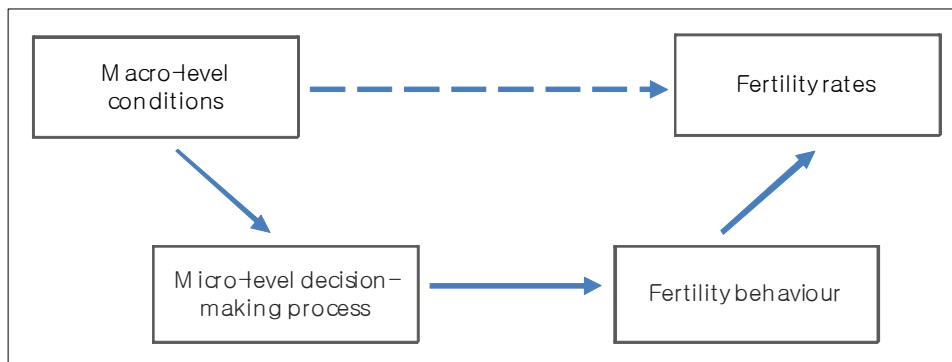 Macro-level
conditions
Fertility rates
Micro-level decision-
making process
Fertility behaviour